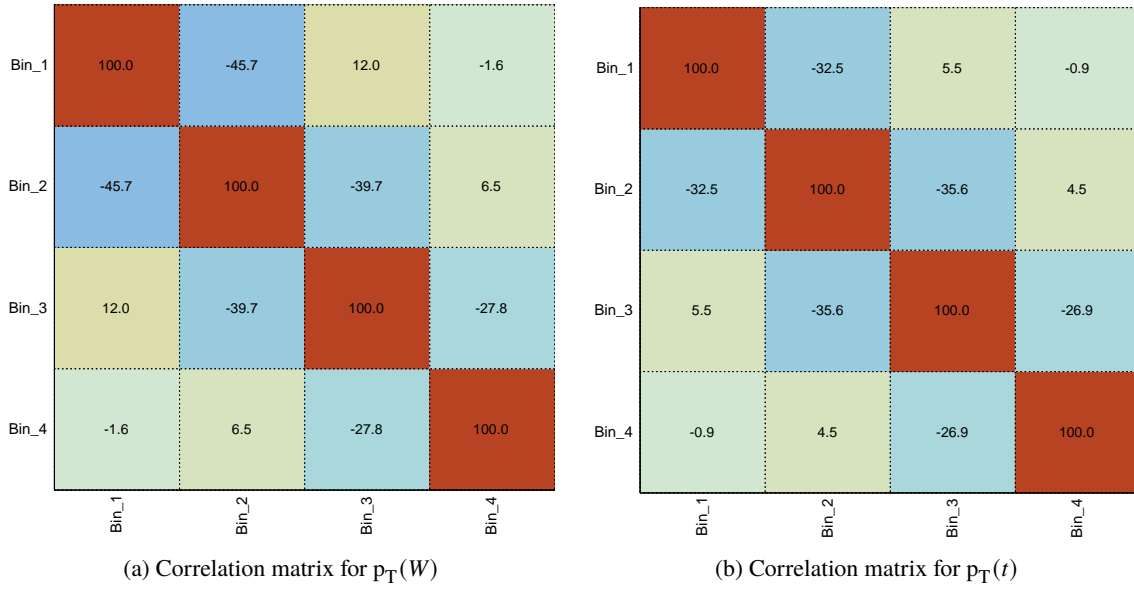 Bin_1 100.0 -45.7 12.0 -1.6
Bin_2 -45.7 100.0 -39.7 6.5
Bin_3 12.0 -39.7 100.0 -27.8
Bin_4 -1.6 6.5 -27.8 100.0
Bin_1 Bin_2 Bin_3 Bin_4
(a) Correlation matrix for p_T(W)
Bin_1 100.0 -32.5 5.5 -0.9
Bin_2 -32.5 100.0 -35.6 4.5
Bin_3 5.5 -35.6 100.0 -26.9
Bin_4 -0.9 4.5 -26.9 100.0
Bin_1 Bin_2 Bin_3 Bin_4
(b) Correlation matrix for p_T(t)